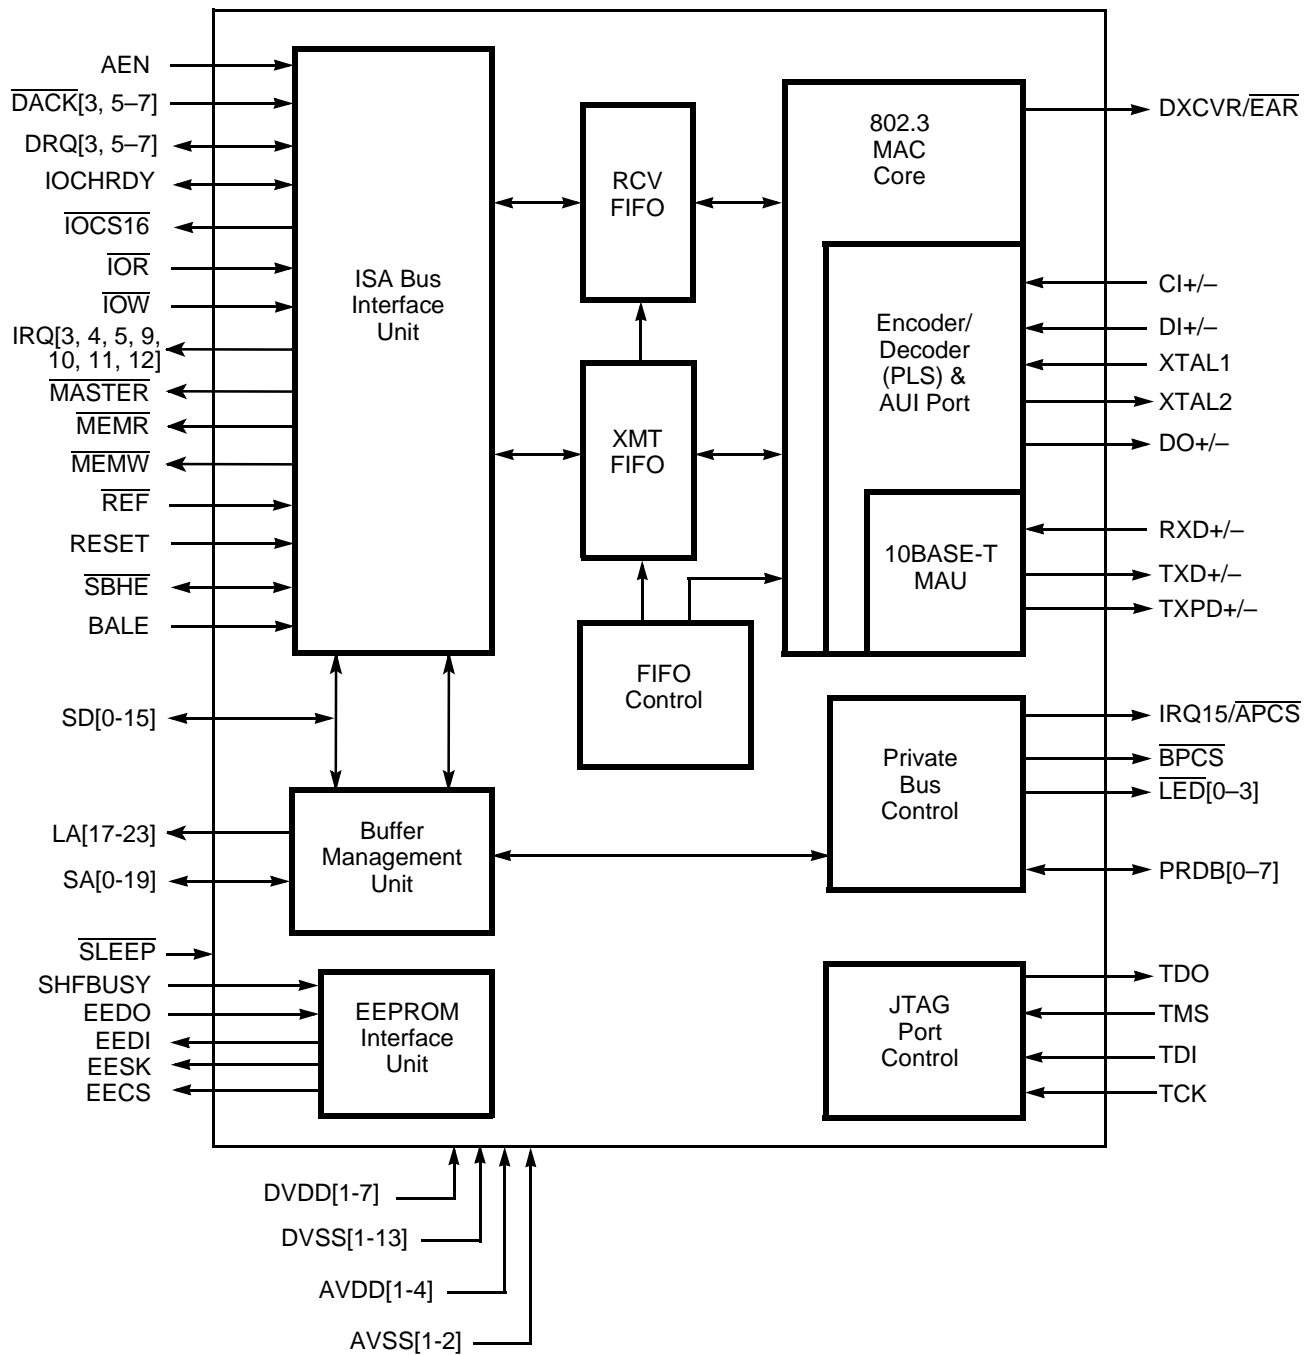 AEN
DACK[3, 5–7]
DRQ[3, 5–7]
IOCHRDY
IOCS16
IOR
IOW
IRQ[3, 4, 5, 9,
10, 11, 12]
MASTER
MEMR
MEMW
REF
RESET
SBHE
BALE
SD[0-15]
LA[17-23]
SA[0-19]
SLEEP
SHFBUSY
EEDO
EEDI
EESK
EECS
ISA Bus
Interface
Unit
Buffer
Management
Unit
EEPROM
Interface
Unit
RCV
FIFO
XMT
FIFO
FIFO
Control
802.3
MAC
Core
Encoder/
Decoder
(PLS) &
AUI Port
10BASE-T
MAU
Private
Bus
Control
JTAG
Port
Control
DXCVR/EAR
CI+/–
DI+/–
XTAL1
XTAL2
DO+/–
RXD+/–
TXD+/–
TXPD+/–
IRQ15/APCS
BPCS
LED[0–3]
PRDB[0–7]
TDO
TMS
TDI
TCK
DVDD[1-7]
DVSS[1-13]
AVDD[1-4]
AVSS[1-2]